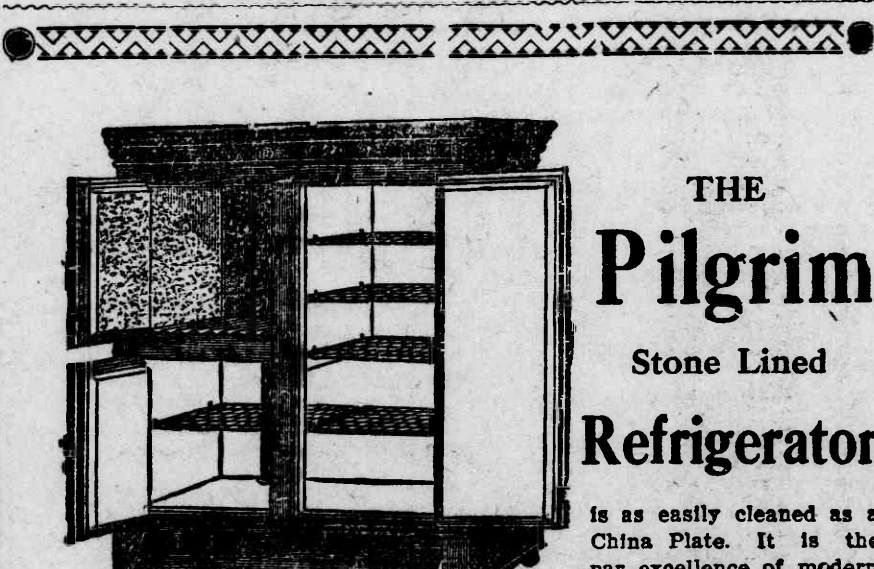 THE
Pilgrim
Stone Lined
Refrigerator
is as easily cleaned as a
China Plate. It is the
par excellence of modern